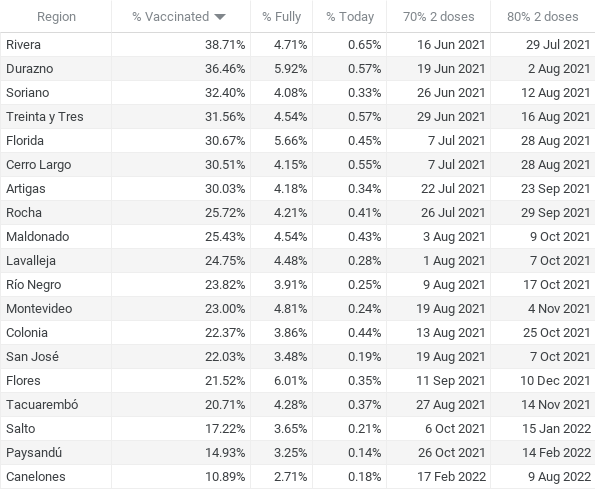 Region % Vaccinated % Fully % Today 70% 2 doses 80% 2 doses
Rivera 38.71% 4.71% 0.65% 16 Jun 2021 29 Jul 2021
Durazno 36.46% 5.92% 0.57% 19 Jun 2021 2 Aug 2021
Soriano 32.40% 4.08% 0.33% 26 Jun 2021 12 Aug 2021
Treinta y Tres 31.56% 4.54% 0.57% 29 Jun 2021 16 Aug 2021
Florida 30.67% 5.66% 0.45% 7 Jul 2021 28 Aug 2021
Cerro Largo 30.51% 4.15% 0.55% 7 Jul 2021 28 Aug 2021
Artigas 30.03% 4.18% 0.34% 22 Jul 2021 23 Sep 2021
Rocha 25.72% 4.21% 0.41% 26 Jul 2021 29 Sep 2021
Maldonado 25.43% 4.54% 0.43% 3 Aug 2021 9 Oct 2021
Lavalleja 24.75% 4.48% 0.28% 1 Aug 2021 7 Oct 2021
Río Negro 23.82% 3.91% 0.25% 9 Aug 2021 17 Oct 2021
Montevideo 23.00% 4.81% 0.24% 19 Aug 2021 4 Nov 2021
Colonia 22.37% 3.86% 0.44% 13 Aug 2021 25 Oct 2021
San José 22.03% 3.48% 0.19% 19 Aug 2021 7 Oct 2021
Flores 21.52% 6.01% 0.35% 11 Sep 2021 10 Dec 2021
Tacuarembó 20.71% 4.28% 0.37% 27 Aug 2021 14 Nov 2021
Salto 17.22% 3.65% 0.21% 6 Oct 2021 15 Jan 2022
Paysandú 14.93% 3.25% 0.14% 26 Oct 2021 14 Feb 2022
Canelones 10.89% 2.71% 0.18% 17 Feb 2022 9 Aug 2022